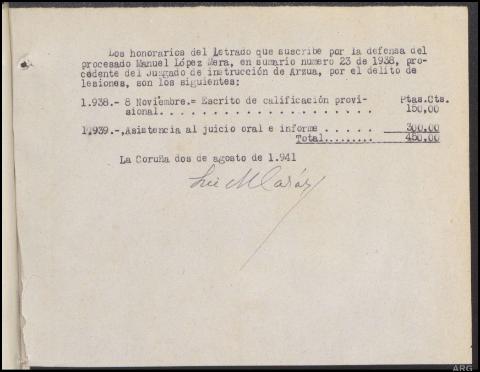 Los honorarios del Letrado que suscribe por la defensa del
procesado Manuel López Mera, en sumario numero 23 de 1938, pro-
cedente del Juzgado de instrucción de Arzua, por el delito de
lesiones, son los siguientes:
Ptas.Cts.
1.938.- 8 Noviembre.= Escrito de calificación provi-
sional. . . . . . . . . . . . . . . . . . . . 150,00
1.939.-,Asistencia al juicio oral e informe . . . . . . 300,00
Total........ 450,00
La Coruña dos de agosto de 1.941
ARG